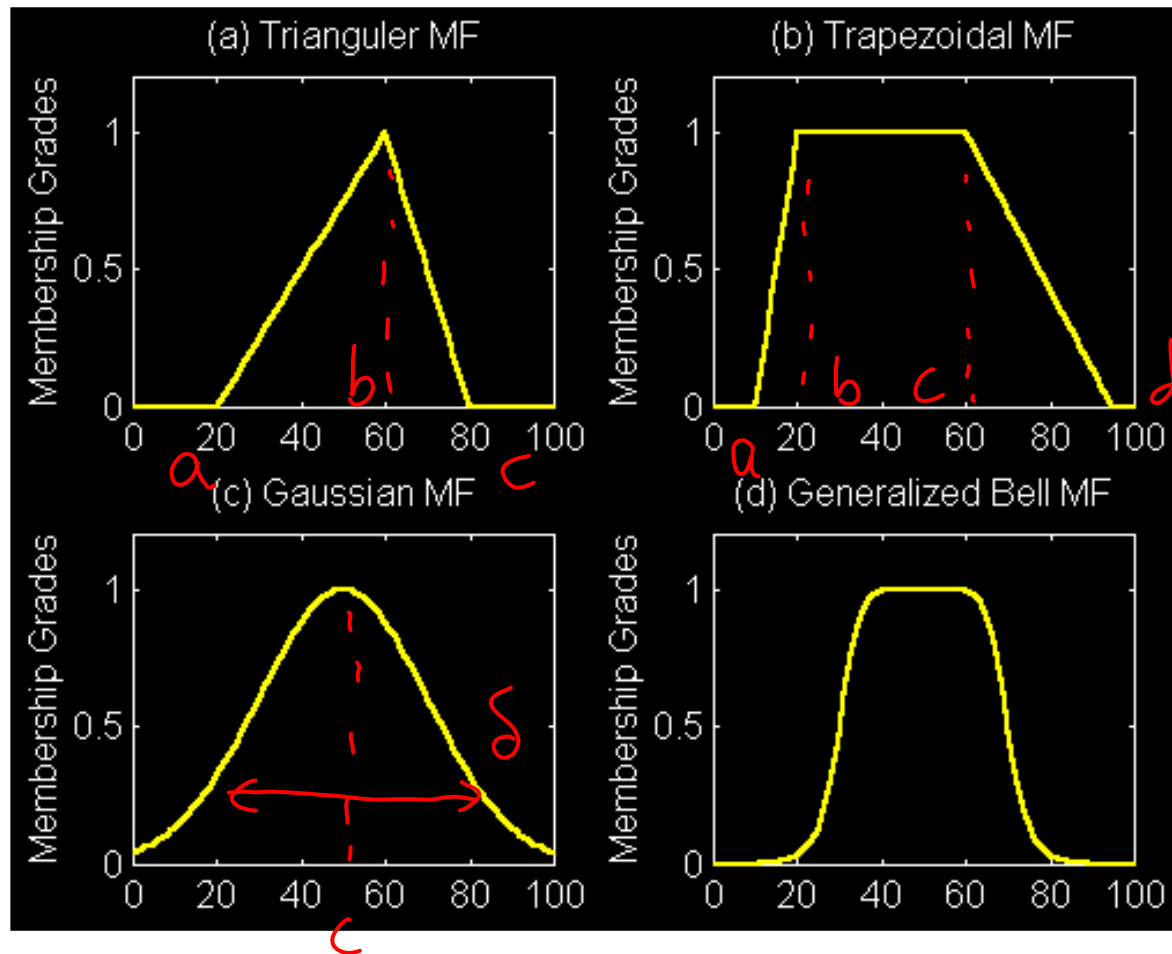 (a) Trianguler MF
Membership Grades
1
0.5
0
0 20 40 60 80 100
b
a
c
(b) Trapezoidal MF
Membership Grades
1
0.5
0
0 20 40 60 80 100
b c d
a
(c) Gaussian MF
Membership Grades
1
0.5
0
0 20 40 60 80 100
δ
c
(d) Generalized Bell MF
Membership Grades
1
0.5
0
0 20 40 60 80 100